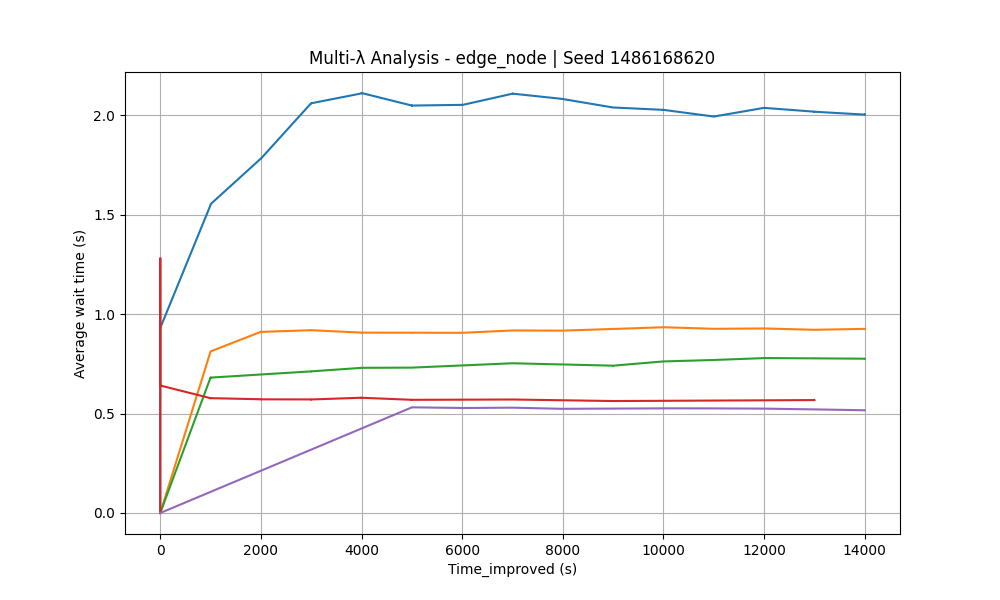 Multi-λ Analysis - edge_node | Seed 1486168620
2.0
1.5
1.0
0.5
0.0
Average wait time (s)
0 2000 4000 6000 8000 10000 12000 14000
Time_improved (s)